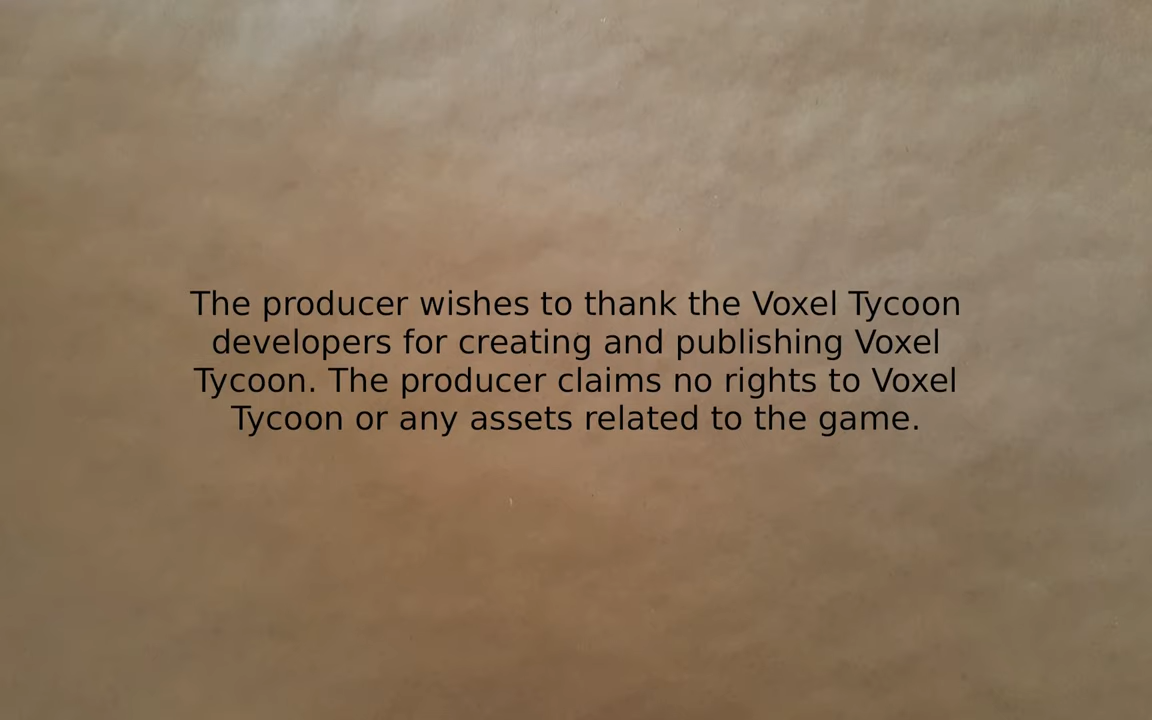 The producer wishes to thank the Voxel Tycoon
developers for creating and publishing Voxel
Tycoon. The producer claims no rights to Voxel
Tycoon or any assets related to the game.